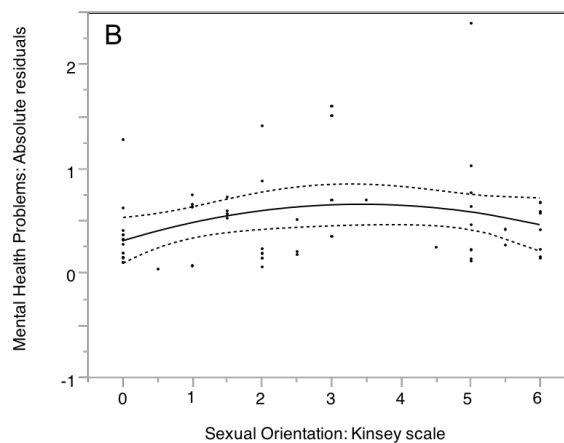 B
Mental Health Problems: Absolute residuals
2
1
0
-1
0 1 2 3 4 5 6
Sexual Orientation: Kinsey scale